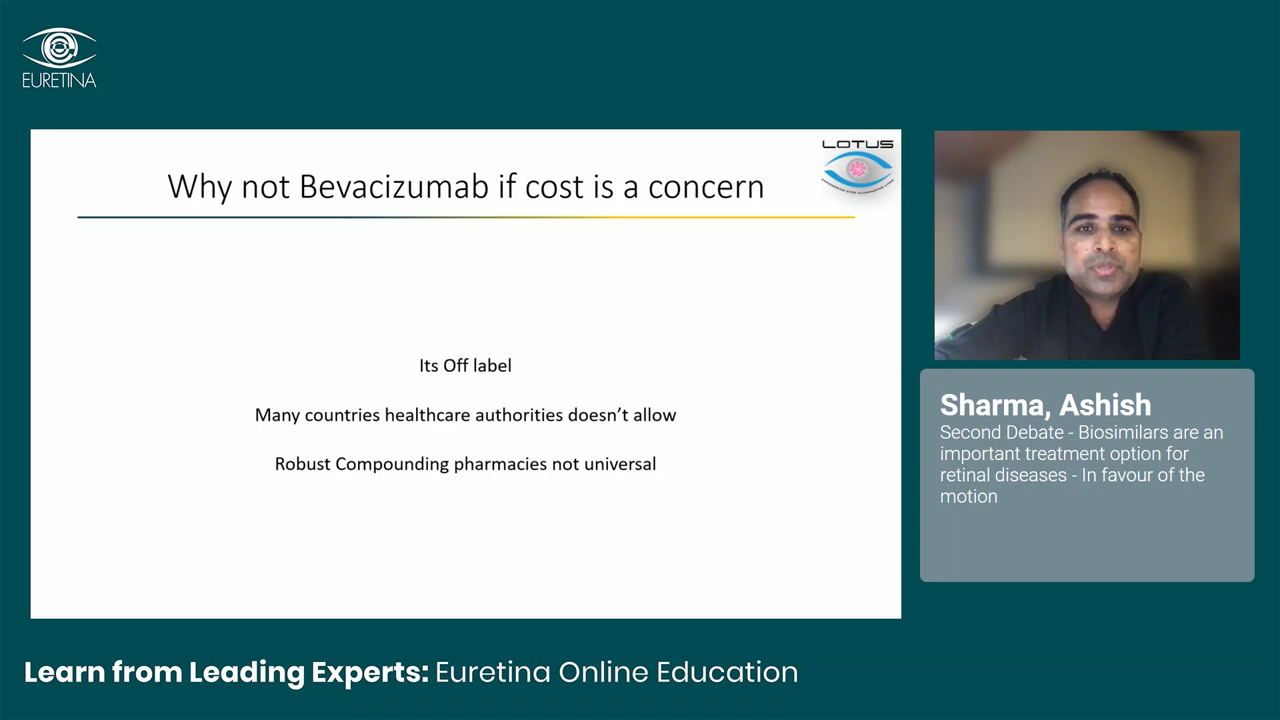 EURETINA
LOTUS
Why not Bevacizumab if cost is a concern
Its Off label
Many countries healthcare authorities doesn’t allow
Robust Compounding pharmacies not universal
Sharma, Ashish
Second Debate - Biosimilars are an
important treatment option for
retinal diseases - In favour of the
motion
Learn from Leading Experts: Euretina Online Education